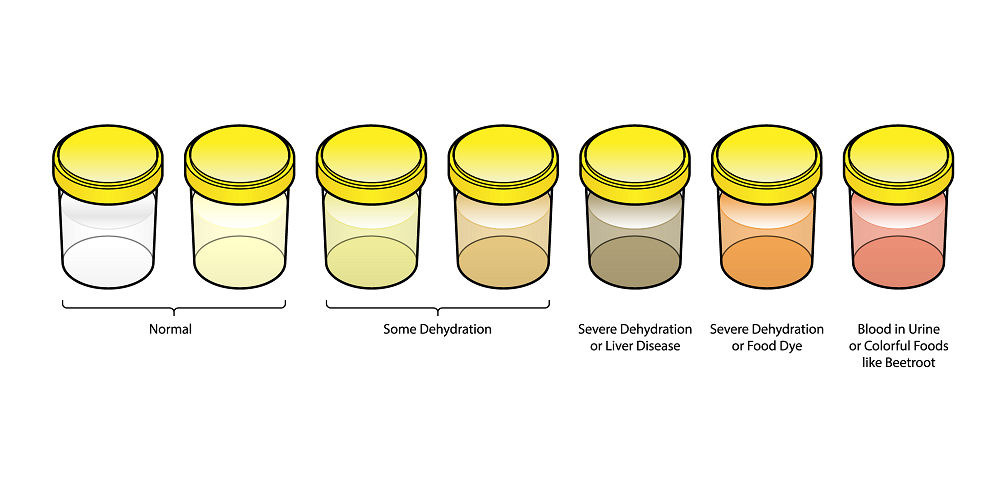 Normal
Some Dehydration
Severe Dehydration
or Liver Disease
Severe Dehydration
or Food Dye
Blood in Urine
or Colorful Foods
like Beetroot